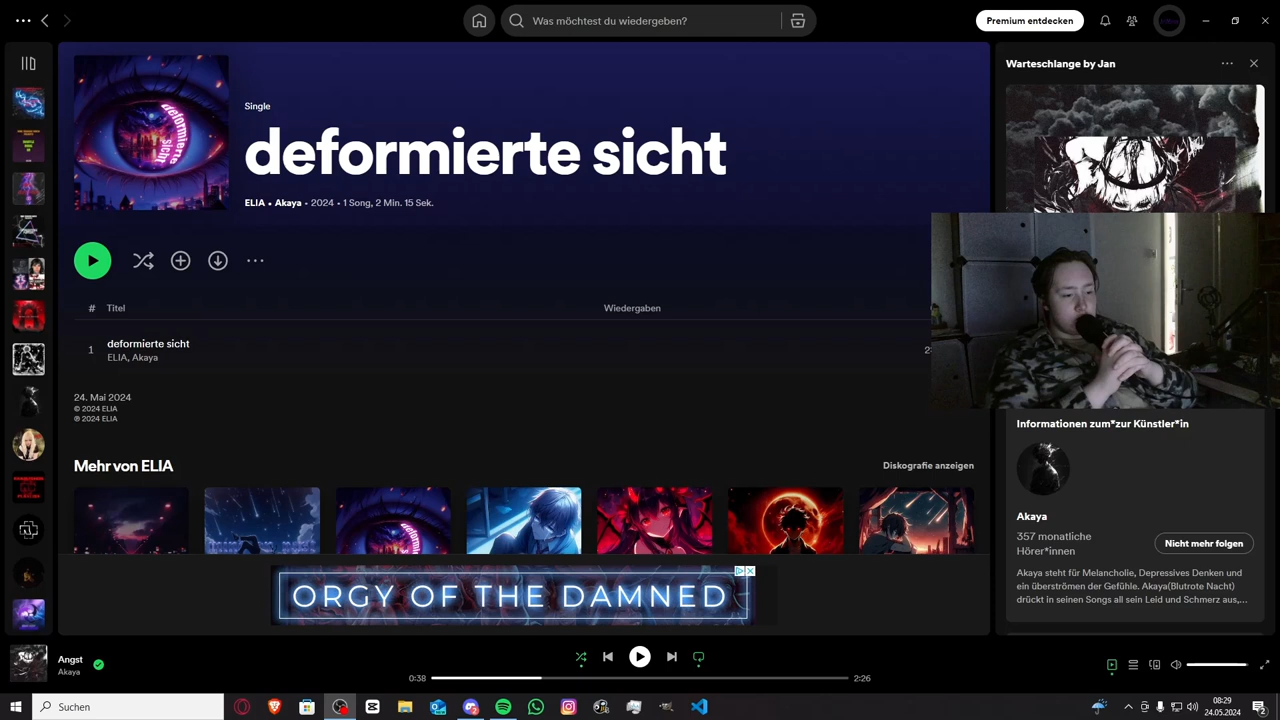 Was möchtest du wiedergeben?
Premium entdecken
Single
deformierte sicht
ELIA • Akaya • 2024 • 1 Song, 2 Min. 15 Sek.
deformierte sicht
# Titel Wiedergaben
1 deformierte sicht
ELIA, Akaya
24. Mai 2024
© 2024 ELIA
℗ 2024 ELIA
Mehr von ELIA
Diskografie anzeigen
ORGY OF THE DAMNED
Warteschlange by Jan
Informationen zum*zur Künstler*in
Akaya
357 monatliche
Hörer*innen
Nicht mehr folgen
Akaya steht für Melancholie, Depressives Denken und
ein überströmen der Gefühle. Akaya(Blutrote Nacht)
drückt in seinen Songs all sein Leid und Schmerz aus,...
Angst
Akaya
0:38
2:26
Suchen
08:29
24.05.2024